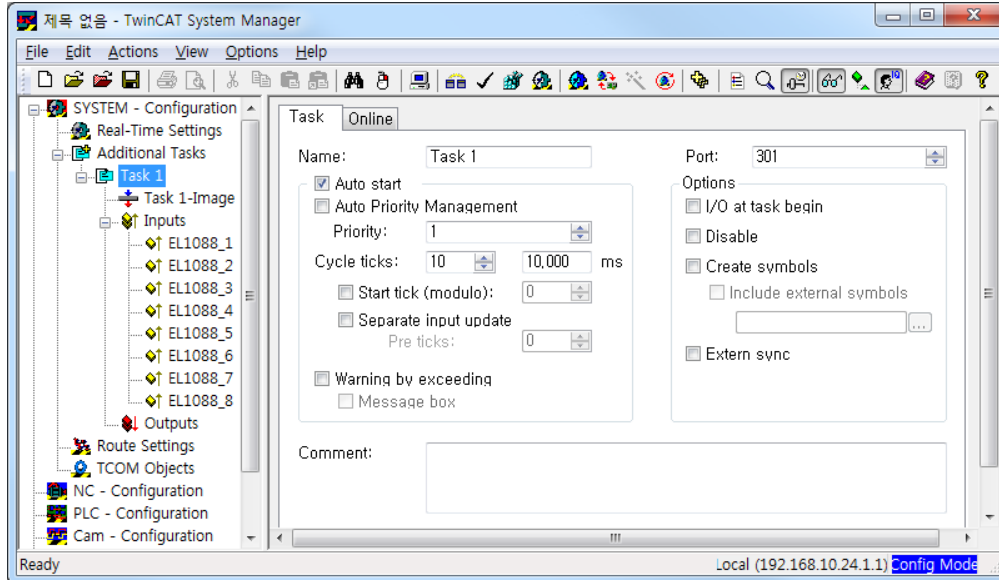 제목 없음 - TwinCAT System Manager
File Edit Actions View Options Help
SYSTEM - Configuration
Real-Time Settings
Additional Tasks
Task 1
Task 1-Image
Inputs
EL1088_1
EL1088_2
EL1088_3
EL1088_4
EL1088_5
EL1088_6
EL1088_7
EL1088_8
Outputs
Route Settings
TCOM Objects
NC - Configuration
PLC - Configuration
Cam - Configuration
Task Online
Name: Task 1 Port: 301
Auto start
Auto Priority Management
Priority: 1
Cycle ticks: 10 10,000 ms
Start tick (modulo): 0
Separate input update
Pre ticks: 0
Warning by exceeding
Message box
Options
I/O at task begin
Disable
Create symbols
Include external symbols
...
Extern sync
Comment:
Ready Local (192.168.10.24.1.1) Config Mode